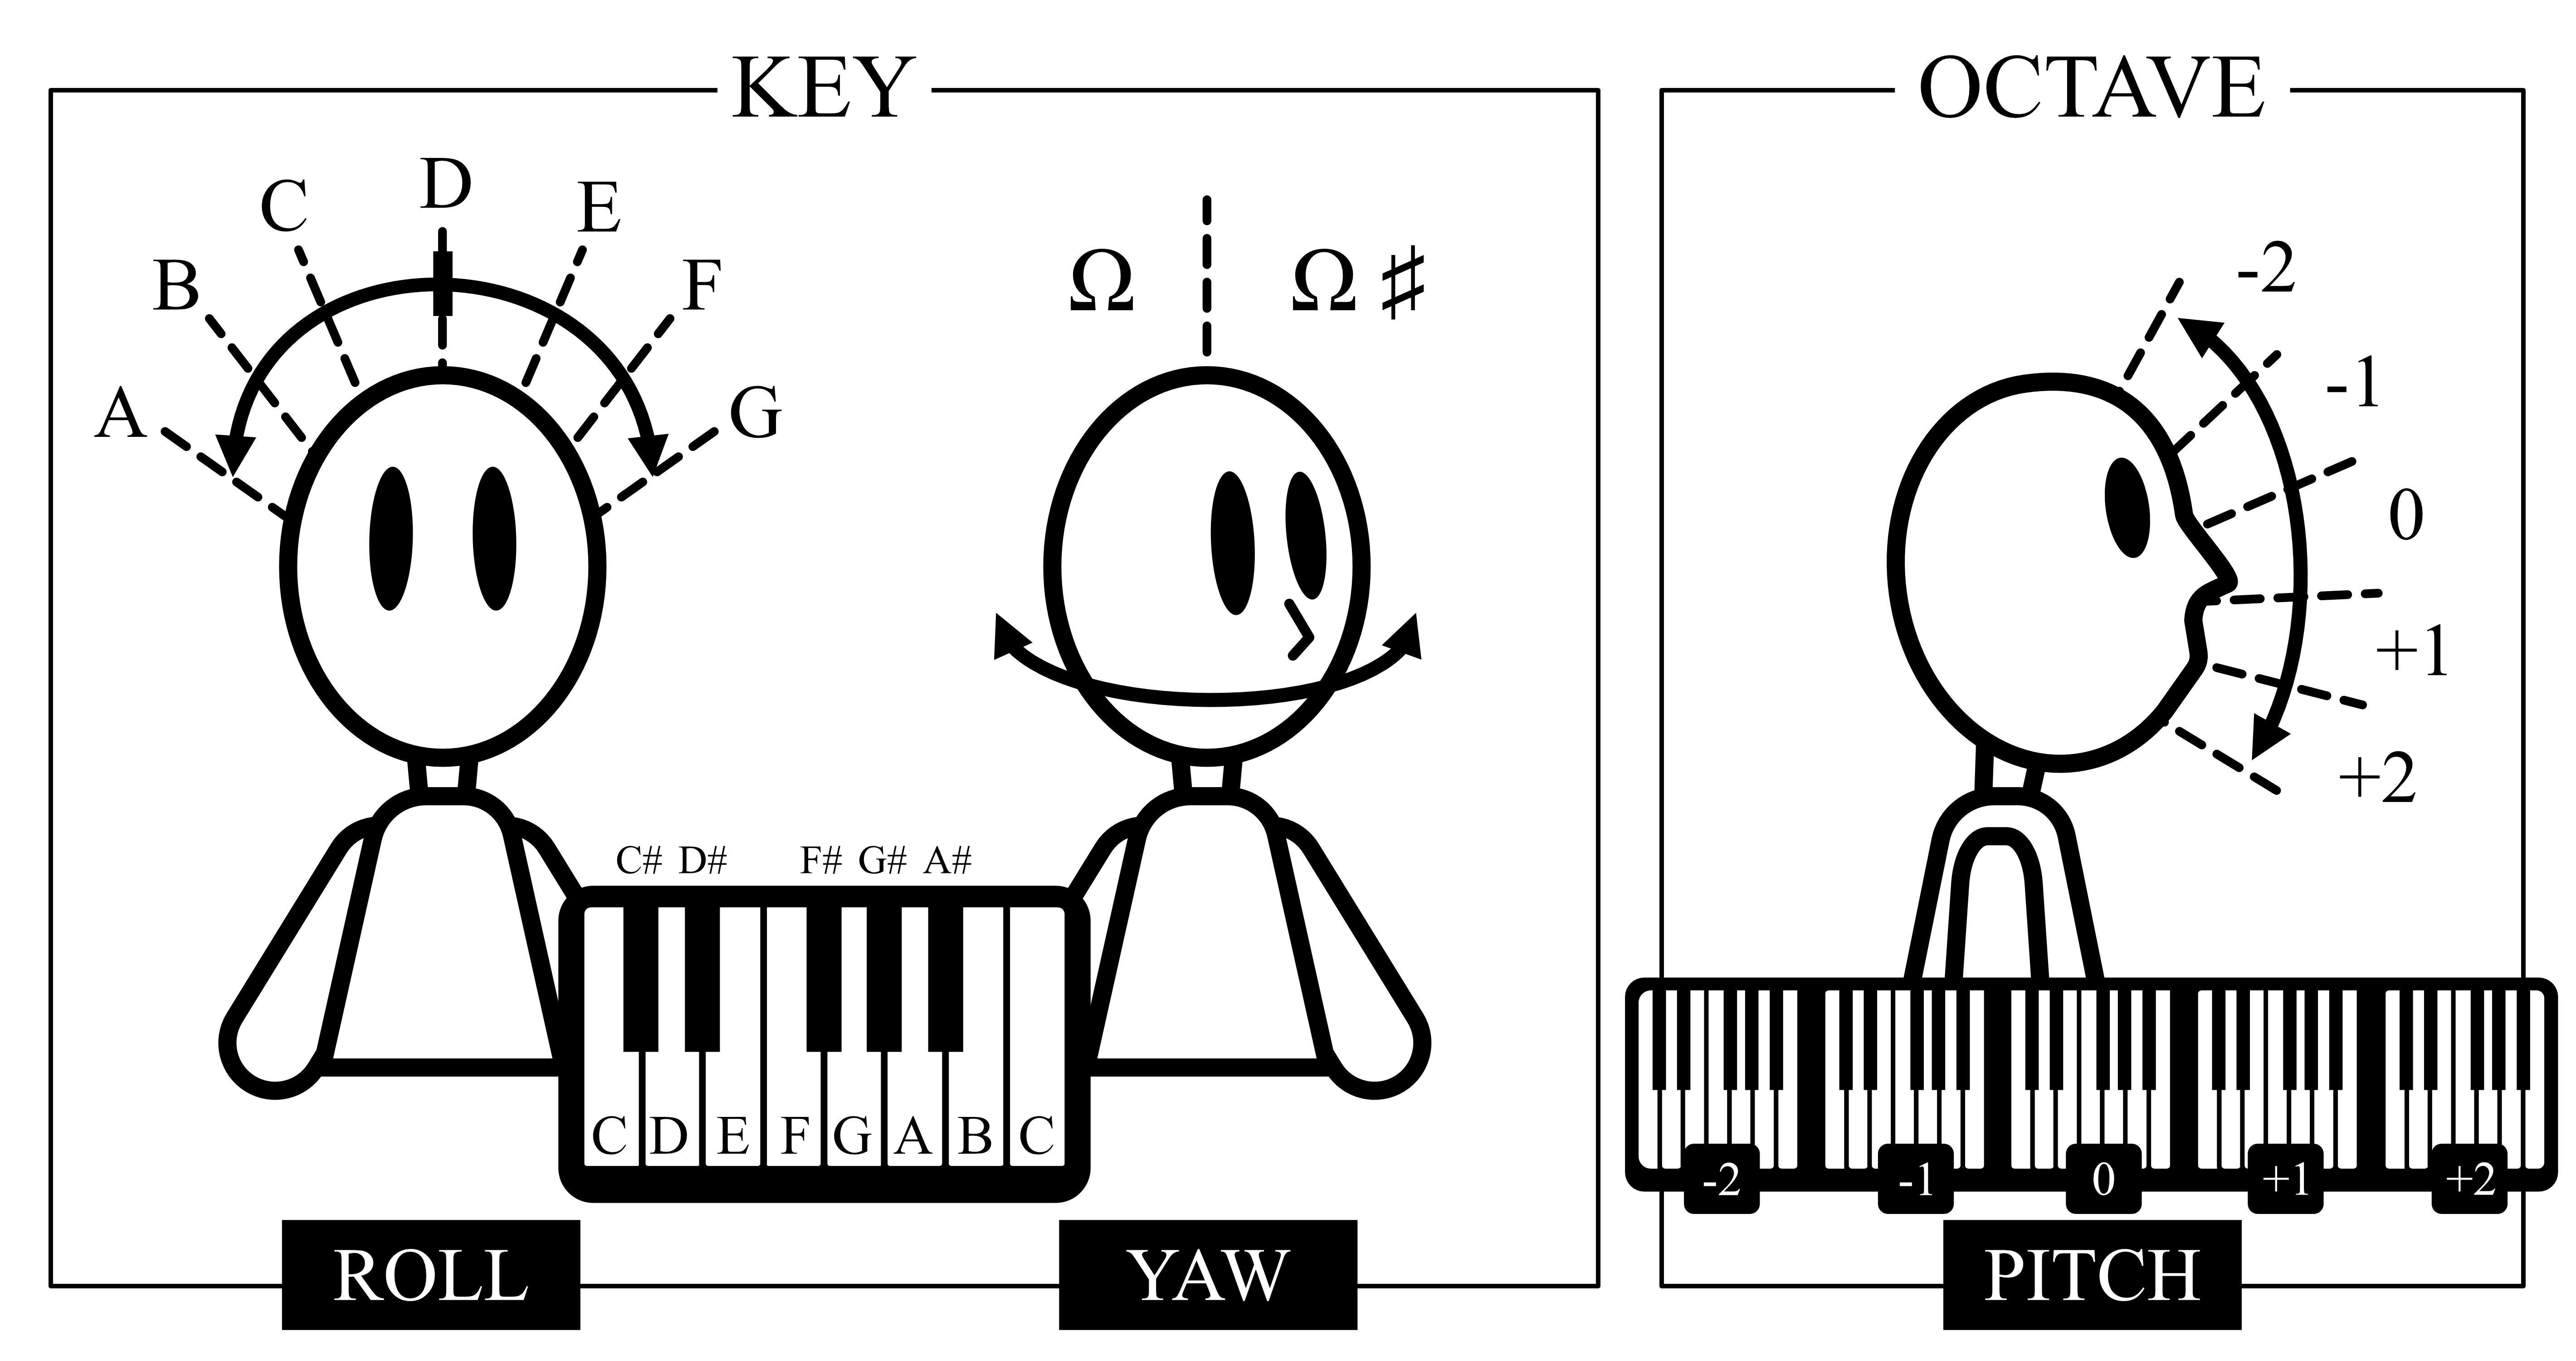 KEY
OCTAVE
A
B
C
D
E
F
G
Ω
Ω ♯
-2
-1
0
+1
+2
C# D# F# G# A#
C D E F G A B C
-2 -1 0 +1 +2
ROLL
YAW
PITCH